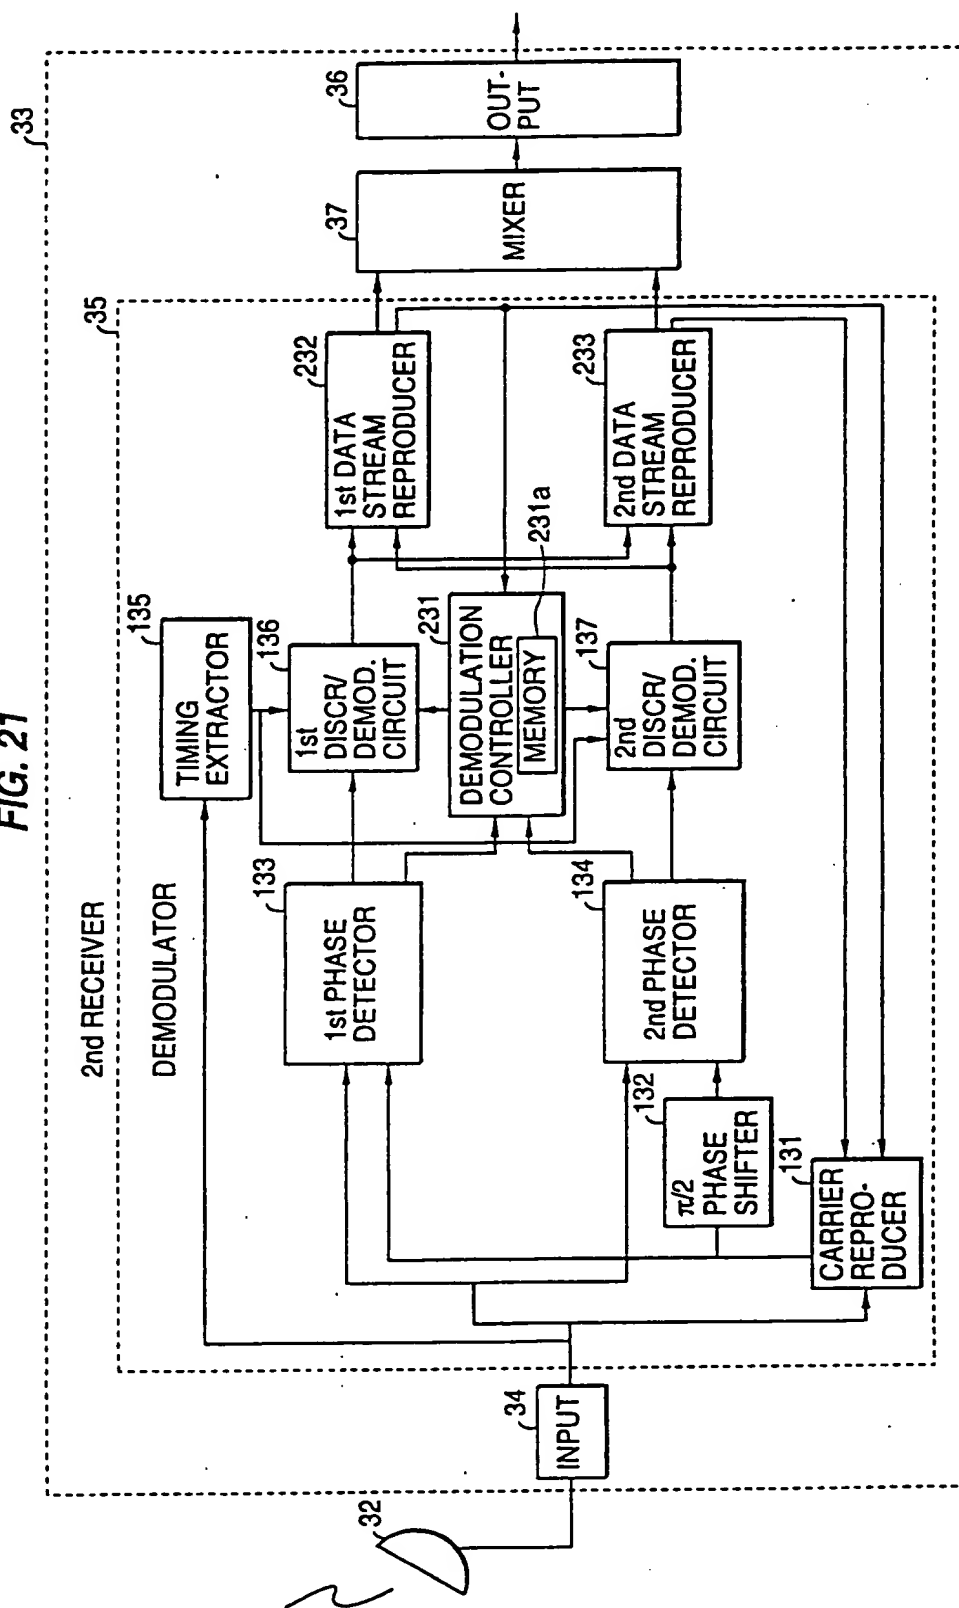 FIG. 21
33
2nd RECEIVER
35
DEMODULATOR
32
34
INPUT
135
TIMING
EXTRACTOR
133
1st PHASE
DETECTOR
136
1st
DISCR/
DEMOD.
CIRCUIT
232
1st DATA
STREAM
REPRODUCER
37
MIXER
36
OUT-
PUT
231
DEMODULATION
CONTROLLER
MEMORY
231a
134
2nd PHASE
DETECTOR
137
2nd
DISCR/
DEMOD.
CIRCUIT
233
2nd DATA
STREAM
REPRODUCER
132
π/2
PHASE
SHIFTER
131
CARRIER
REPRO-
DUCER